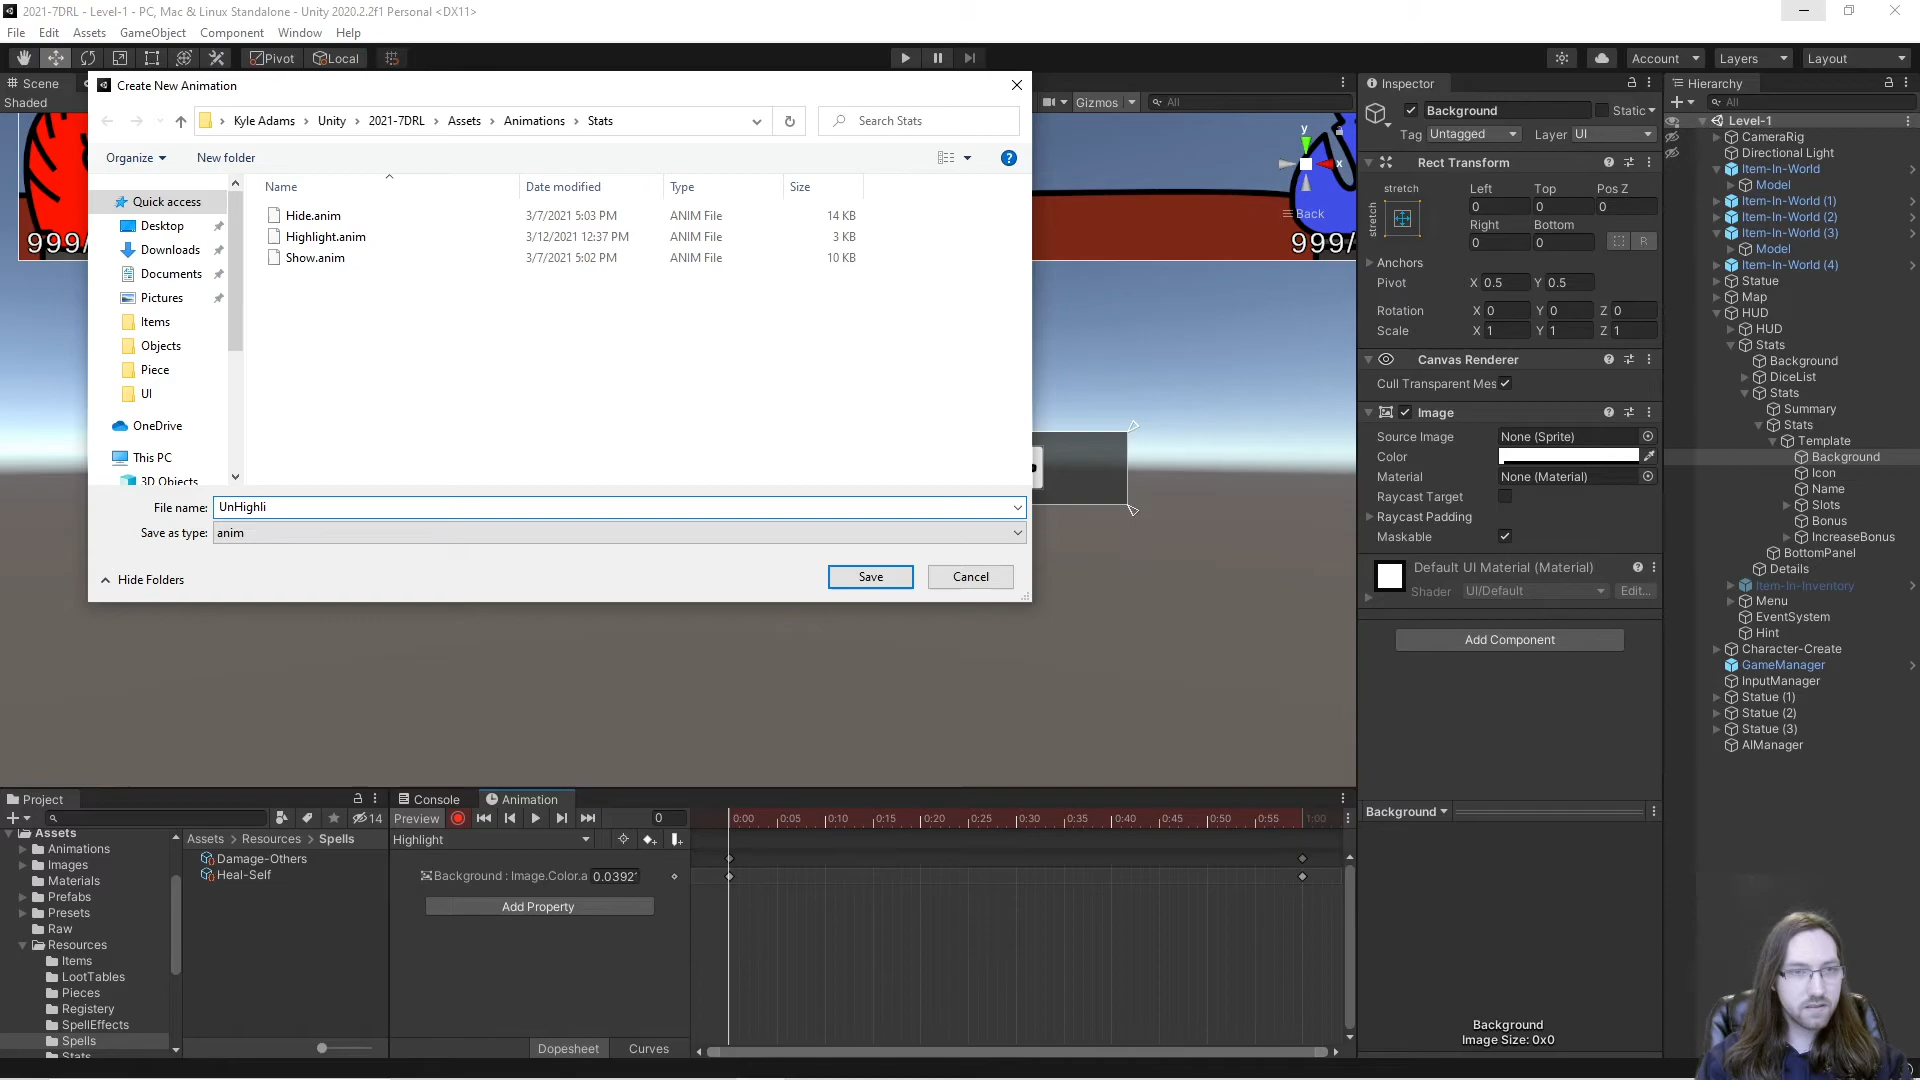 2021-7DRL - Level-1 - PC, Mac & Linux Standalone - Unity 2020.2.2f1 Personal <DX11>
File Edit Assets GameObject Component Window Help
Pivot Local Account Layers Layout
Scene
Shaded
Gizmos All
Create New Animation
Kyle Adams > Unity > 2021-7DRL > Assets > Animations > Stats
Search Stats
Organize New folder
Name Date modified Type Size
Hide.anim 3/7/2021 5:03 PM ANIM File 14 KB
Highlight.anim 3/12/2021 12:37 PM ANIM File 3 KB
Show.anim 3/7/2021 5:02 PM ANIM File 10 KB
Quick access
Desktop
Downloads
Documents
Pictures
Items
Objects
Piece
UI
OneDrive
This PC
3D Objects
File name: UnHighli
Save as type: anim
Hide Folders
Save Cancel
999/
y
x
Back
999/
Inspector
Background Static
Tag Untagged Layer UI
Rect Transform
stretch
stretch
Left Top Pos Z
0 0 0
Right Bottom
0 0
R
Anchors
Pivot X 0.5 Y 0.5
Rotation X 0 Y 0 Z 0
Scale X 1 Y 1 Z 1
Canvas Renderer
Cull Transparent Mes
Image
Source Image None (Sprite)
Color
Material None (Material)
Raycast Target
Raycast Padding
Maskable
Default UI Material (Material)
Shader UI/Default Edit...
Add Component
Background
Background
Image Size: 0x0
Hierarchy
All
Level-1
CameraRig
Directional Light
Item-In-World
Model
Item-In-World (1)
Item-In-World (2)
Item-In-World (3)
Model
Item-In-World (4)
Statue
Map
HUD
HUD
Stats
Background
DiceList
Stats
Summary
Stats
Template
Background
Icon
Name
Slots
Bonus
IncreaseBonus
BottomPanel
Details
Item-In-Inventory
Menu
EventSystem
Hint
Character-Create
GameManager
InputManager
Statue (1)
Statue (2)
Statue (3)
AIManager
Project
14
Assets
Animations
Images
Materials
Prefabs
Presets
Raw
Resources
Items
LootTables
Pieces
Registery
SpellEffects
Spells
Stats
Assets > Resources > Spells
Damage-Others
Heal-Self
Console Animation
Preview 0
0:00 0:05 0:10 0:15 0:20 0:25 0:30 0:35 0:40 0:45 0:50 0:55 1:00
Highlight
Background : Image.Color.a 0.0392
Add Property
Dopesheet Curves